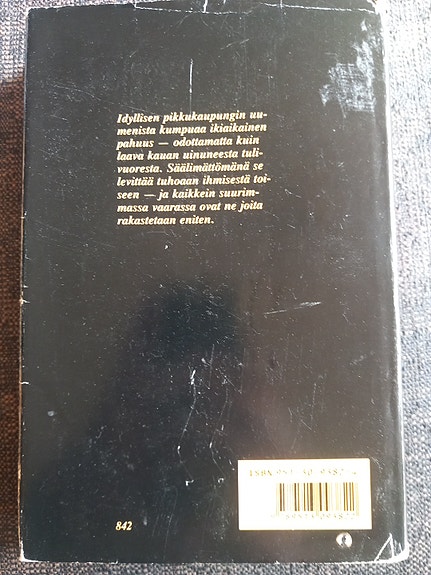 Idyllisen pikkukaupungin uu-
menista kumpuaa ikiaikainen
pahuus — odottamatta kuin
laava kauan uinuneesta tuli-
vuoresta. Säälimättömänä se
levittää tuhoaan ihmisestä toi-
seen — ja kaikkein suurim-
massa vaarassa ovat ne joita
rakastetaan eniten.
ISBN
842